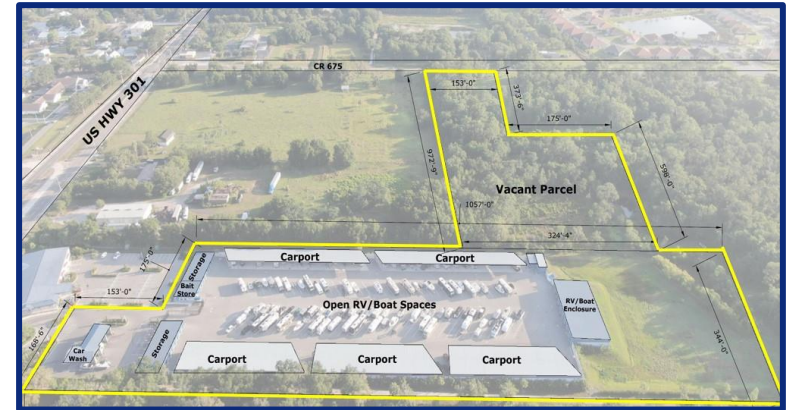 CR 675
US HWY 301
153'-0"
373'-6"
175'-0"
972'-9"
598'-0"
Vacant Parcel
1057'-0"
324'-4"
175'-0"
Storage
Bait
Store
Carport
Carport
153'-0"
Open RV/Boat Spaces
RV/Boat
Enclosure
344'-0"
168'-6"
Car
Wash
Storage
Carport
Carport
Carport